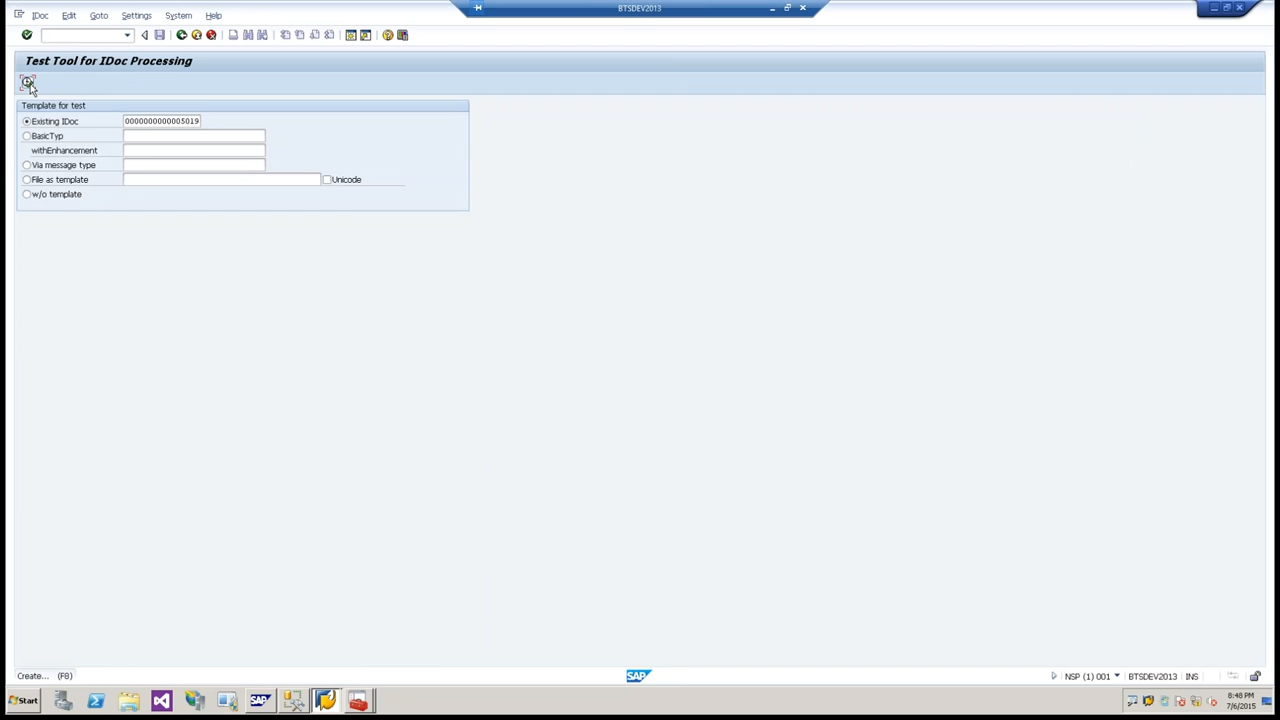 BTSDEV2013
IDoc Edit Goto Settings System Help
Test Tool for IDoc Processing
Template for test
Existing IDoc 0000000000005019
BasicTyp
withEnhancement
Via message type
File as template Unicode
w/o template
Create... (F8) SAP NSP (1) 001 BTSDEV2013 INS
Start SAP 8:48 PM
7/6/2015